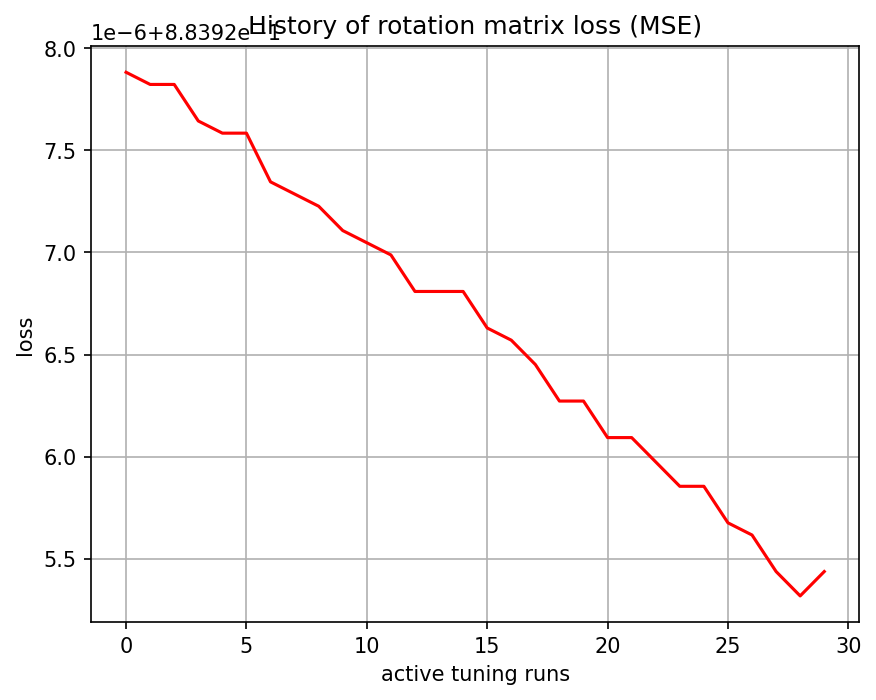 History of rotation matrix loss (MSE)
1e−6+8.8392e−1
8.0
7.5
7.0
6.5
6.0
5.5
loss
0 5 10 15 20 25 30
active tuning runs